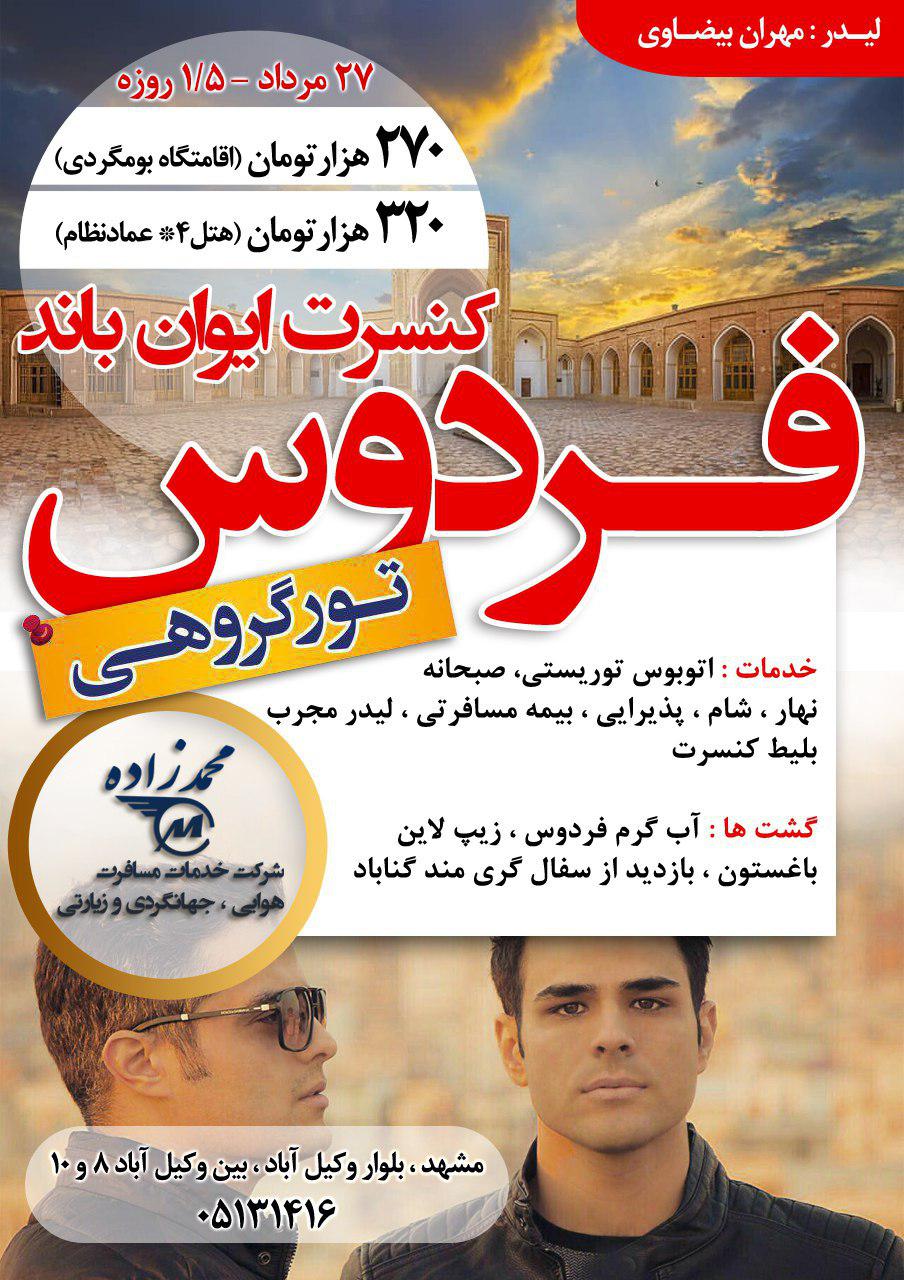 لیدر : مهران بیضاوی
۲۷ مرداد - ۱/۵ روزه
۲۷۰ هزار تومان (اقامتگاه بومگردی)
۳۲۰ هزار تومان (هتل۴* عمادنظام)
کنسرت ایوان باند
فردوس
تور گروهی
خدمات : اتوبوس توریستی، صبحانه
نهار ، شام ، پذیرایی ، بیمه مسافرتی ، لیدر مجرب
بلیط کنسرت
گشت ها : آب گرم فردوس ، زیپ لاین
باغستون ، بازدید از سفال گری مند گناباد
محمدزاده
M
شرکت خدمات مسافرت
هوایی ، جهانگردی و زیارتی
مشهد ، بلوار وکیل آباد ، بین وکیل آباد ۸ و ۱۰
۰۵۱۳۱۴۱۶